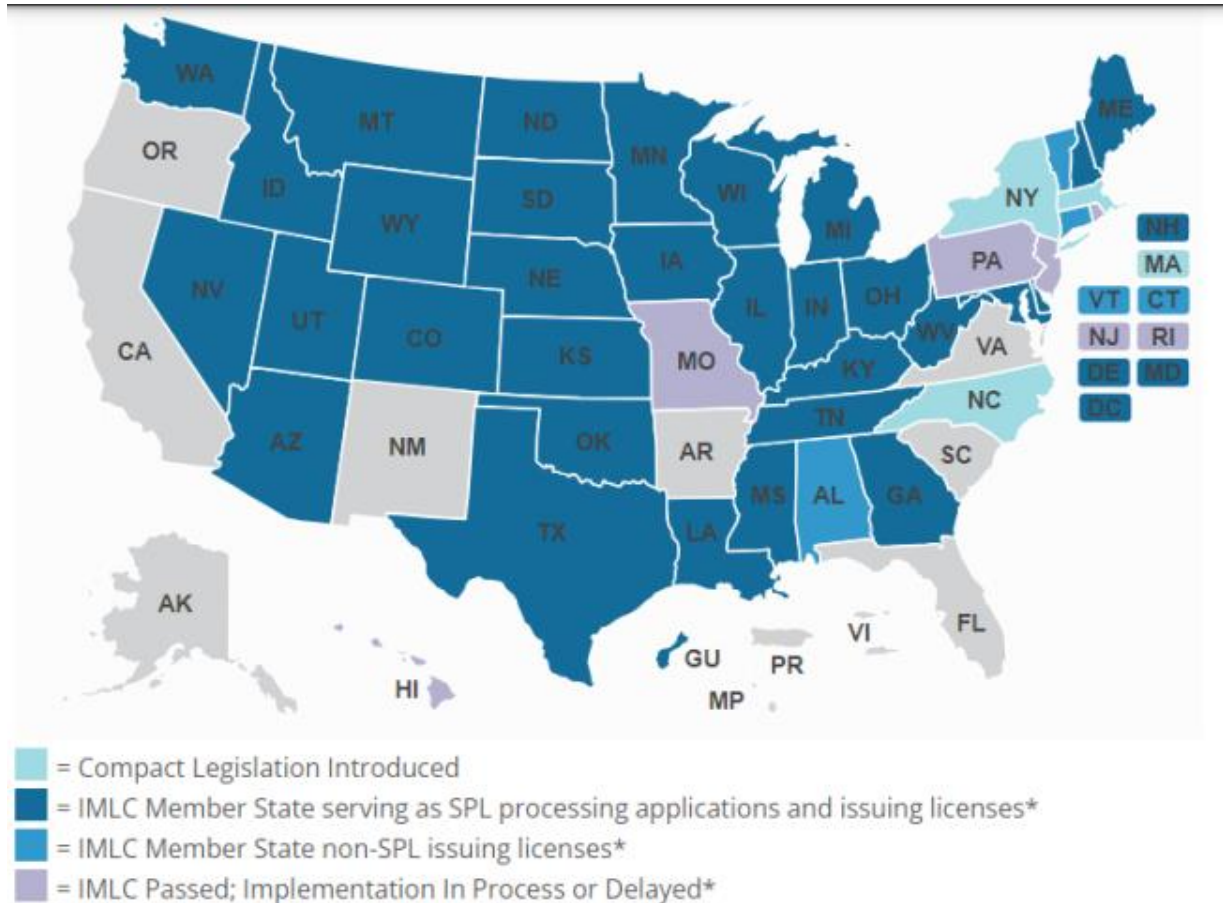 WA
MT
ND
MN
ME
OR
ID
SD
WI
NY
WY
MI
NH
IA
PA
MA
NE
NV
IL
IN
OH
VT
CT
UT
CO
WV
CA
KS
MO
KY
VA
NJ
RI
DE
MD
NC
DC
TN
AZ
NM
OK
AR
SC
MS
AL
GA
TX
LA
AK
FL
VI
GU
PR
HI
MP
= Compact Legislation Introduced
= IMLC Member State serving as SPL processing applications and issuing licenses*
= IMLC Member State non-SPL issuing licenses*
= IMLC Passed; Implementation In Process or Delayed*